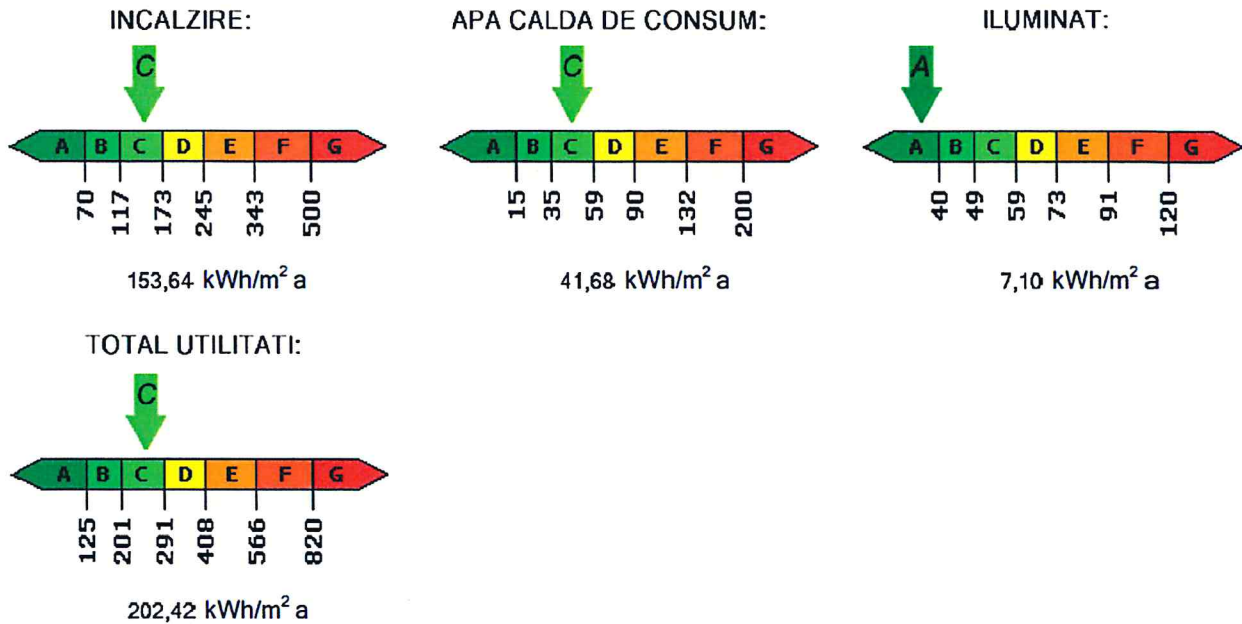 INCALZIRE:
C
A B C D E F G
70 117 173 245 343 500
153,64 kWh/m² a
APA CALDA DE CONSUM:
C
A B C D E F G
15 35 59 90 132 200
41,68 kWh/m² a
ILUMINAT:
A
A B C D E F G
40 49 59 73 91 120
7,10 kWh/m² a
TOTAL UTILITATI:
C
A B C D E F G
125 201 291 408 566 820
202,42 kWh/m² a